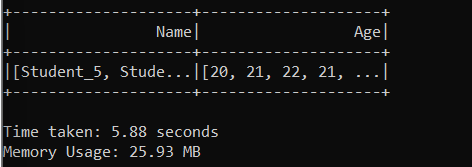 +--------------------+--------------------+
|                Name|                 Age|
+--------------------+--------------------+
|[Student_5, Stude...|[20, 21, 22, 21, ...|
+--------------------+--------------------+
Time taken: 5.88 seconds
Memory Usage: 25.93 MB